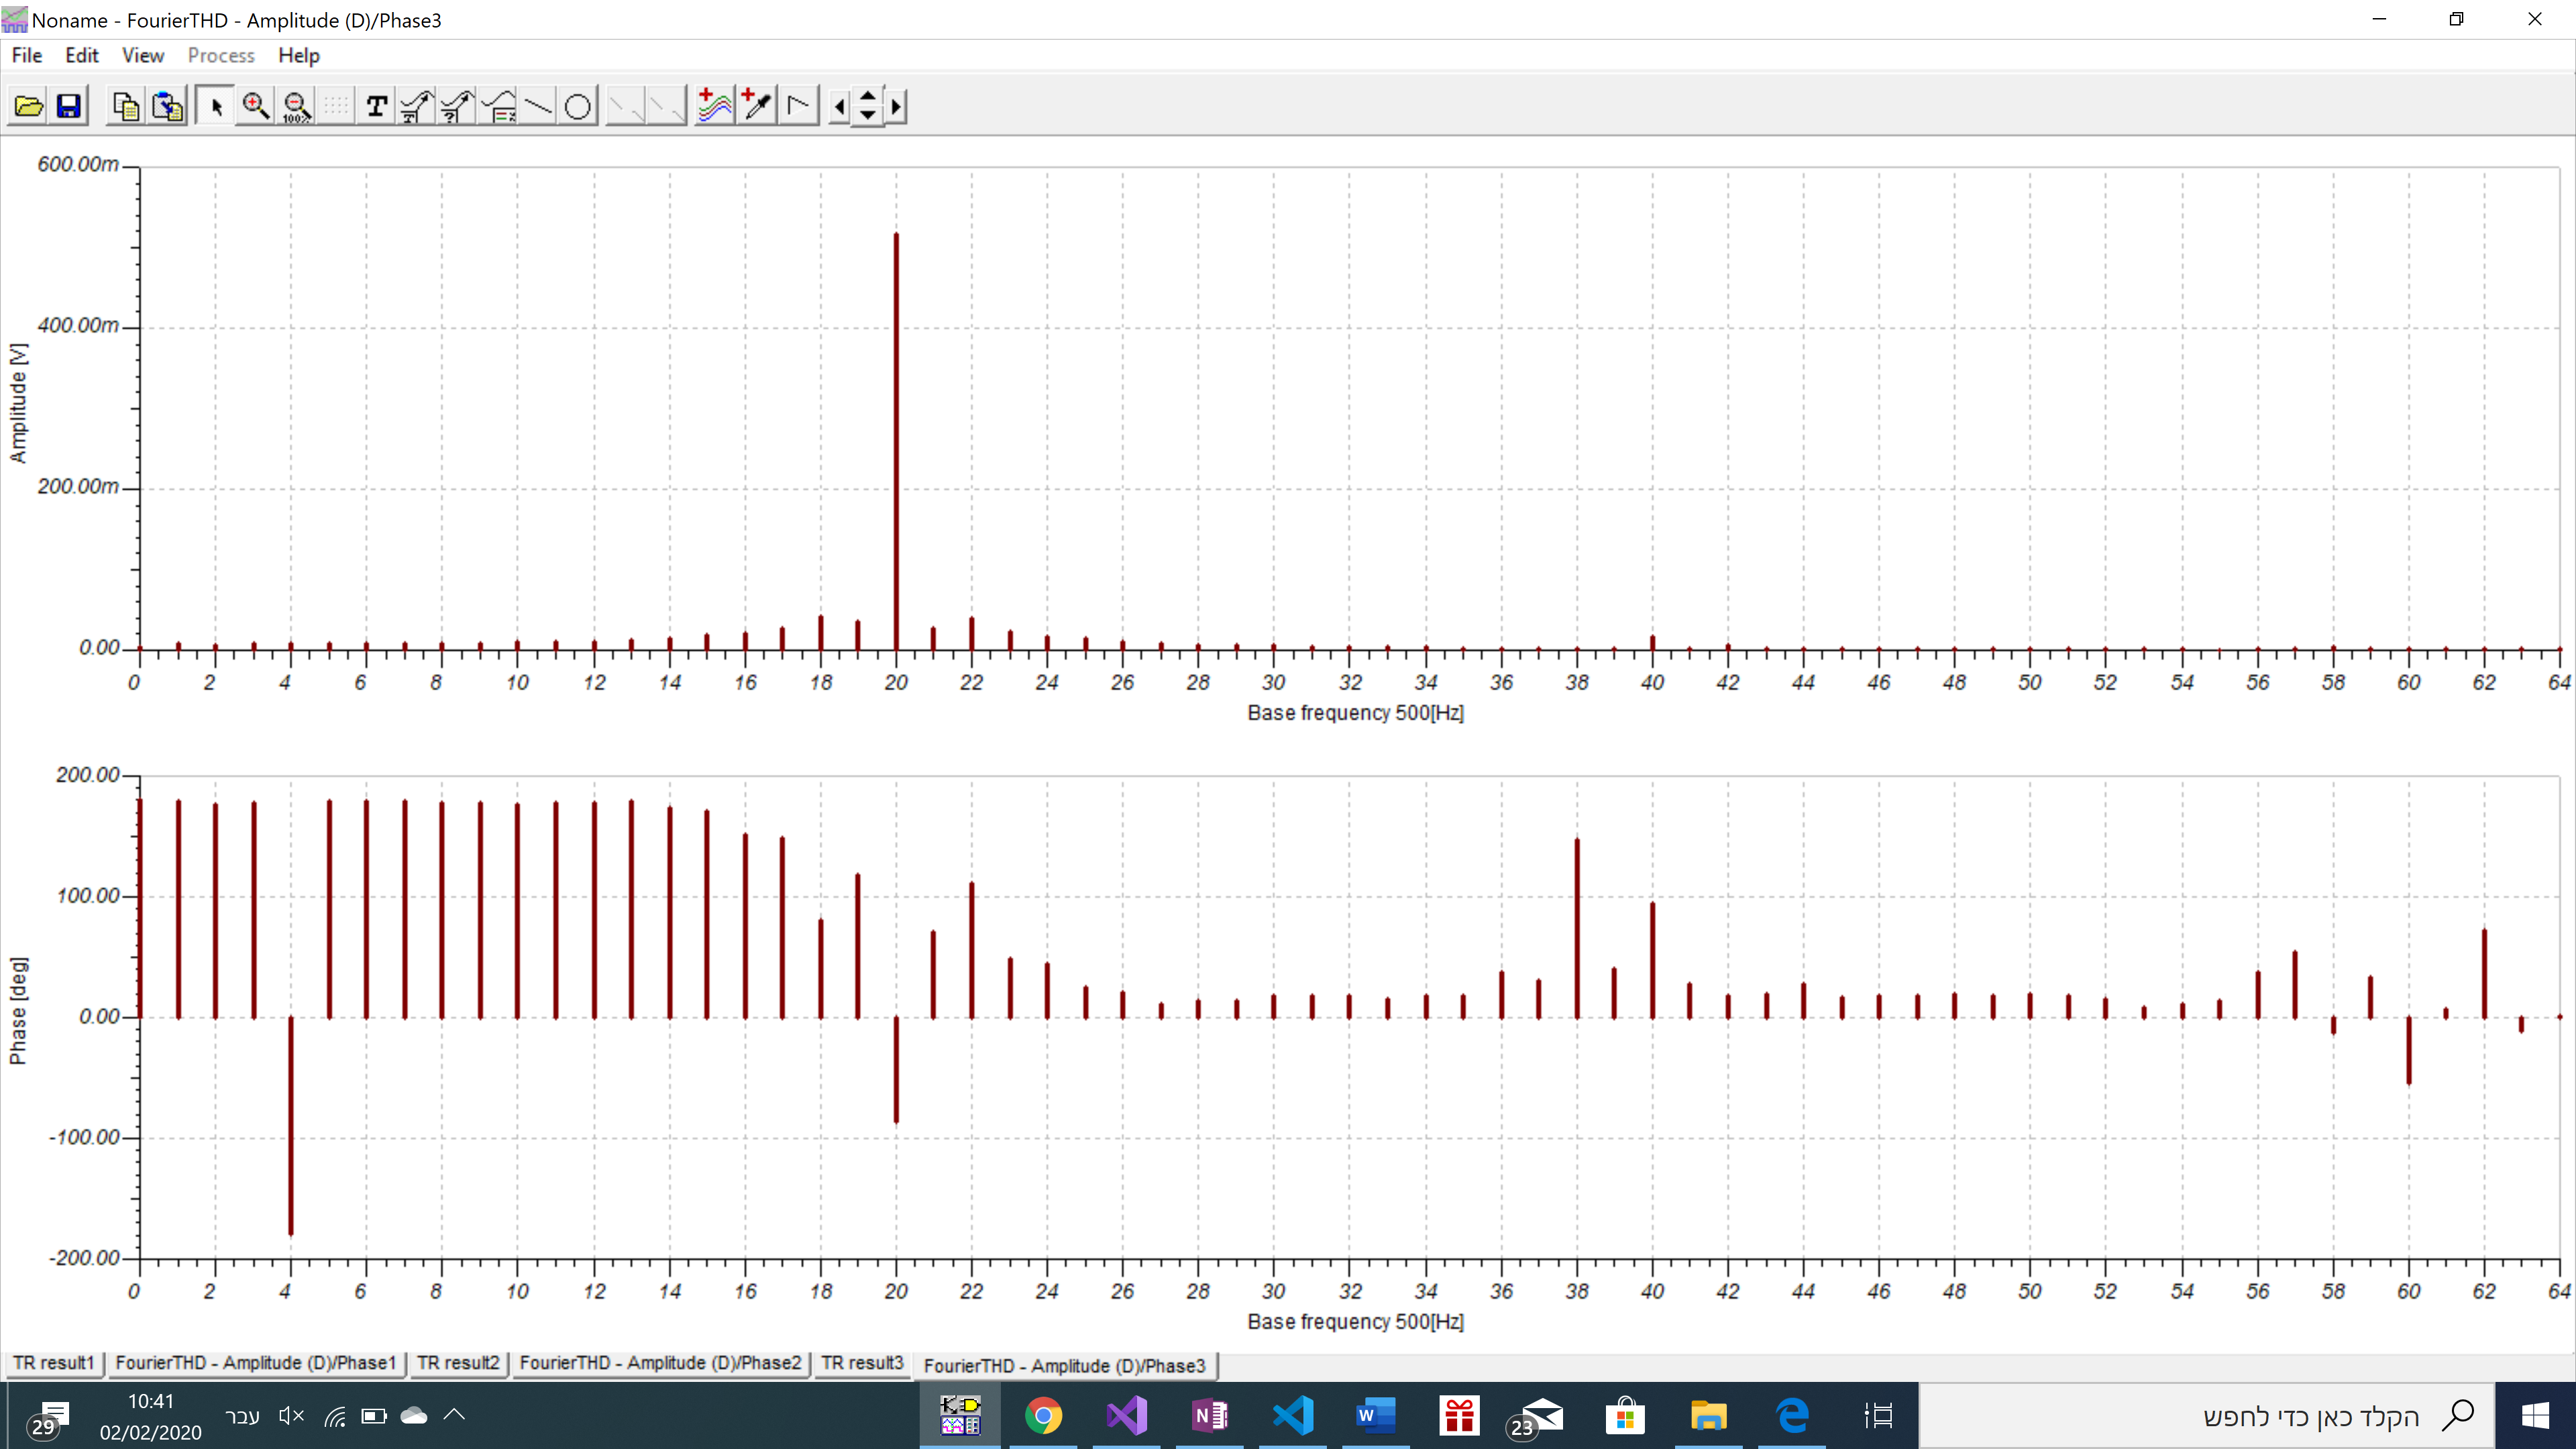 Noname - FourierTHD - Amplitude (D)/Phase3
File Edit View Process Help
T T ? 100%
600.00m
400.00m
200.00m
0.00
Amplitude [V]
0 2 4 6 8 10 12 14 16 18 20 22 24 26 28 30 32 34 36 38 40 42 44 46 48 50 52 54 56 58 60 62 64
Base frequency 500[Hz]
200.00
100.00
0.00
-100.00
-200.00
Phase [deg]
0 2 4 6 8 10 12 14 16 18 20 22 24 26 28 30 32 34 36 38 40 42 44 46 48 50 52 54 56 58 60 62 64
Base frequency 500[Hz]
TR result1 FourierTHD - Amplitude (D)/Phase1 TR result2 FourierTHD - Amplitude (D)/Phase2 TR result3 FourierTHD - Amplitude (D)/Phase3
29 10:41 עבר 23 הקלד כאן כדי לחפש
02/02/2020